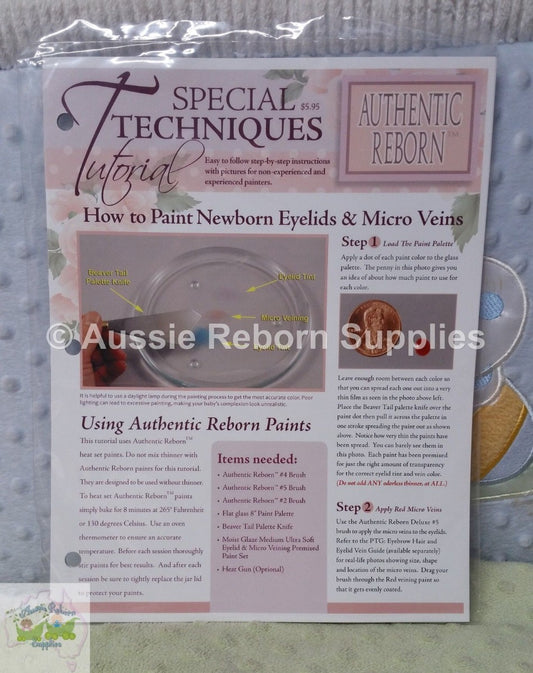 SPECIAL $5.95
TECHNIQUES
Tutorial
Easy to follow step-by-step instructions
with pictures for non-experienced and
experienced painters.
AUTHENTIC
REBORN™
How to Paint Newborn Eyelids & Micro Veins
Beaver Tail
Palette Knife
Eyelid Tint
Micro Veining
Eyelid Tint
It is helpful to use a daylight lamp during the painting process to get the most accurate color. Poor
lighting can lead to excessive painting, making your baby's complexion look unrealistic.
Using Authentic Reborn Paints
This tutorial uses Authentic Reborn™
heat set paints. Do not mix thinner with
Authentic Reborn paints for this tutorial.
They are designed to be used without thinner.
To heat set Authentic Reborn™ paints
simply bake for 8 minutes at 265° Fahrenheit
or 130 degrees Celsius. Use an oven
thermometer to ensure an accurate
temperature. Before each session thoroughly
stir paints for best results. And after each
session be sure to tightly replace the jar lid
to protect your paints.
Items needed:
• Authentic Reborn™ #4 Brush
• Authentic Reborn™ #5 Brush
• Authentic Reborn™ #2 Brush
• Flat glass 8" Paint Palette
• Beaver Tail Palette Knife
• Moist Glaze Medium Ultra Soft
Eyelid & Micro Veining Premixed
Paint Set
• Heat Gun (Optional)
Step 1 Load The Paint Palette
Apply a dot of each paint color to the glass
palette. The penny in this photo gives you
an idea of about how much paint to use for
each color.
Leave enough room between each color so
that you can spread each one out into a very
thin film as seen in the photo above left.
Place the Beaver Tail palette knife over the
paint dot then pull it across the palette in
one stroke spreading the paint out as shown
above. Notice how very thin the paints have
been spread. You can barely see them in
this photo. Each paint has been premixed
for just the right amount of transparency
for the correct eyelid tint and vein color.
(Do not add ANY odorless thinner, at ALL.)
Step 2 Apply Red Micro Veins
Use the Authentic Reborn Deluxe #5
brush to apply the micro veins to the eyelids.
Refer to the PTG: Eyebrow Hair and
Eyelid Vein Guide (available separately)
for real-life photos showing size, shape
and location of the micro veins. Drag your
brush through the Red veining paint so
that it gets evenly coated.
© Aussie Reborn Supplies
Aussie Reborn
Supplies